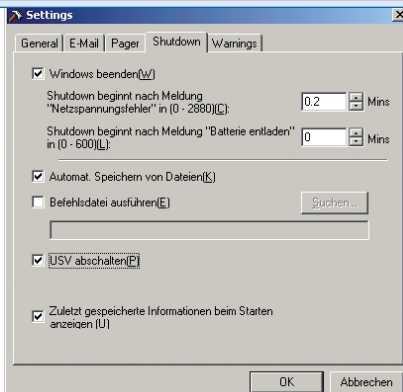 Settings
General E-Mail Pager Shutdown Warnings
Windows beenden(W)
Shutdown beginnt nach Meldung
"Netzspannungsfehler" in (0 - 2880)(C):
0.2
Mins
Shutdown beginnt nach Meldung "Batterie entladen"
in (0 - 600)(L):
0
Mins
Automat. Speichern von Dateien(K)
Befehlsdatei ausführen(E)
Suchen...
USV abschalten(P)
Zuletzt gespeicherte Informationen beim Starten
anzeigen (U)
OK
Abbrechen